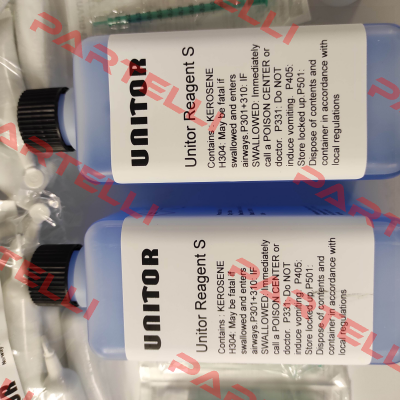 UNITOR
Unitor Reagent S
Contains : KEROSENE
H304: May be fatal if
swallowed and enters
airways.P301+310: IF
SWALLOWED: Immediately
call a POISON CENTER or
doctor. P331: Do NOT
induce vomiting. P405:
Store locked up.P501:
Dispose of contents and
container in accordance with
local regulations
UNITOR
Unitor Reagent S
Contains : KEROSENE
H304: May be fatal if
swallowed and enters
airways.P301+310: IF
SWALLOWED: Immediately
call a POISON CENTER or
doctor. P331: Do NOT
induce vomiting. P405:
Store locked up.P501:
Dispose of contents and
container in accordance with
local regulations
PARTELLI
PARTELLI
PARTELLI